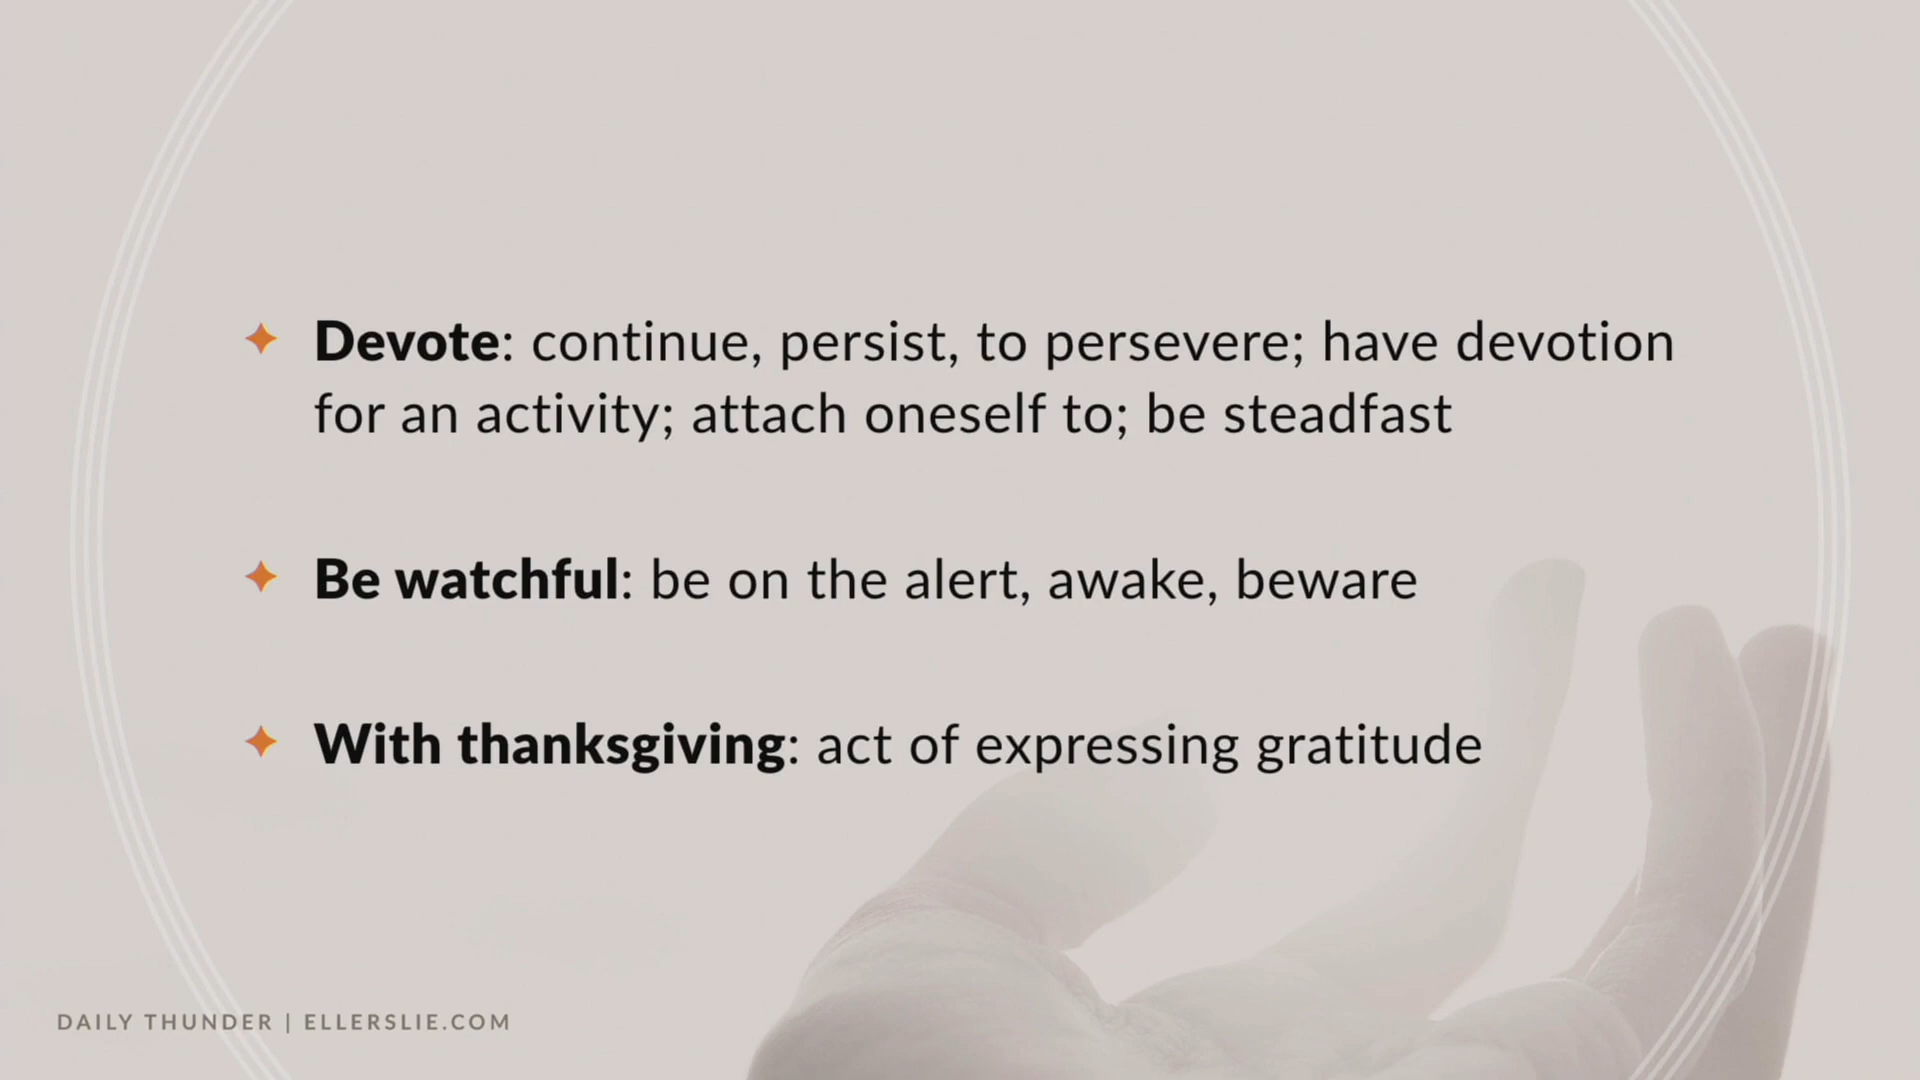 Devote: continue, persist, to persevere; have devotion
for an activity; attach oneself to; be steadfast
Be watchful: be on the alert, awake, beware
With thanksgiving: act of expressing gratitude
DAILY THUNDER | ELLERSLIE.COM